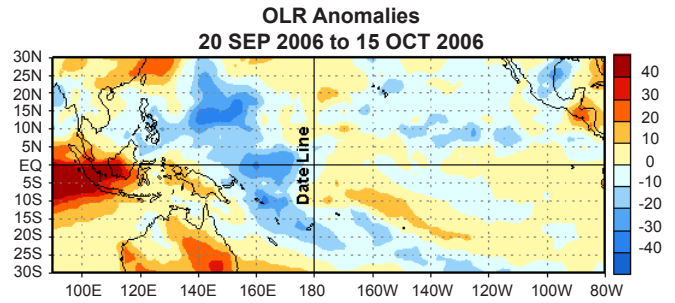 OLR Anomalies
20 SEP 2006 to 15 OCT 2006
30N
25N
20N
15N
10N
5N
EQ
5S
10S
15S
20S
25S
30S
Date Line
100E 120E 140E 160E 180 160W 140W 120W 100W 80W
40
30
20
10
0
-10
-20
-30
-40